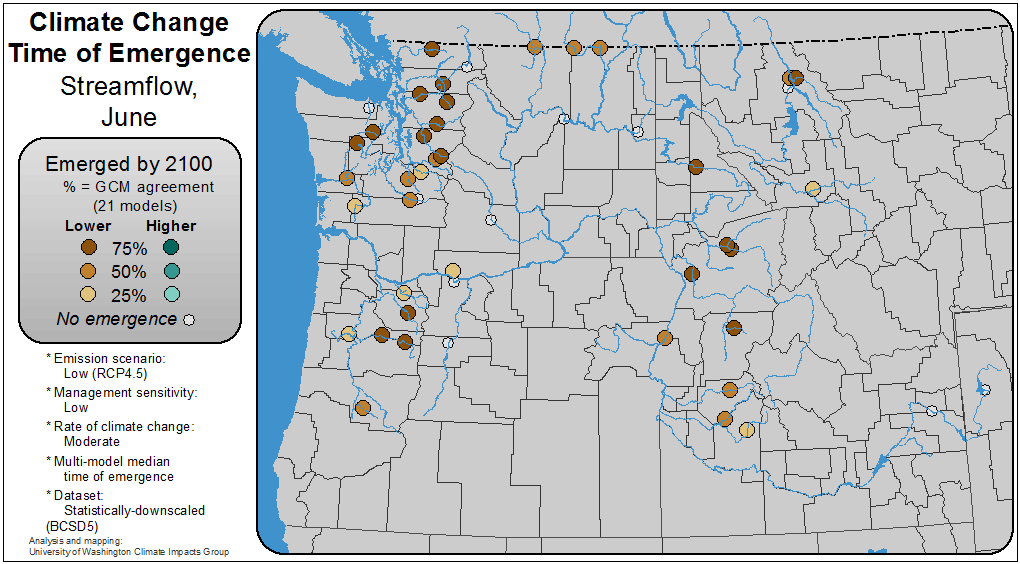 Climate Change
Time of Emergence
Streamflow,
June
Emerged by 2100
% = GCM agreement
(21 models)
Lower Higher
75%
50%
25%
No emergence
* Emission scenario:
Low (RCP4.5)
* Management sensitivity:
Low
* Rate of climate change:
Moderate
* Multi-model median
time of emergence
* Dataset:
Statistically-downscaled
(BCSD5)
Analysis and mapping:
University of Washington Climate Impacts Group